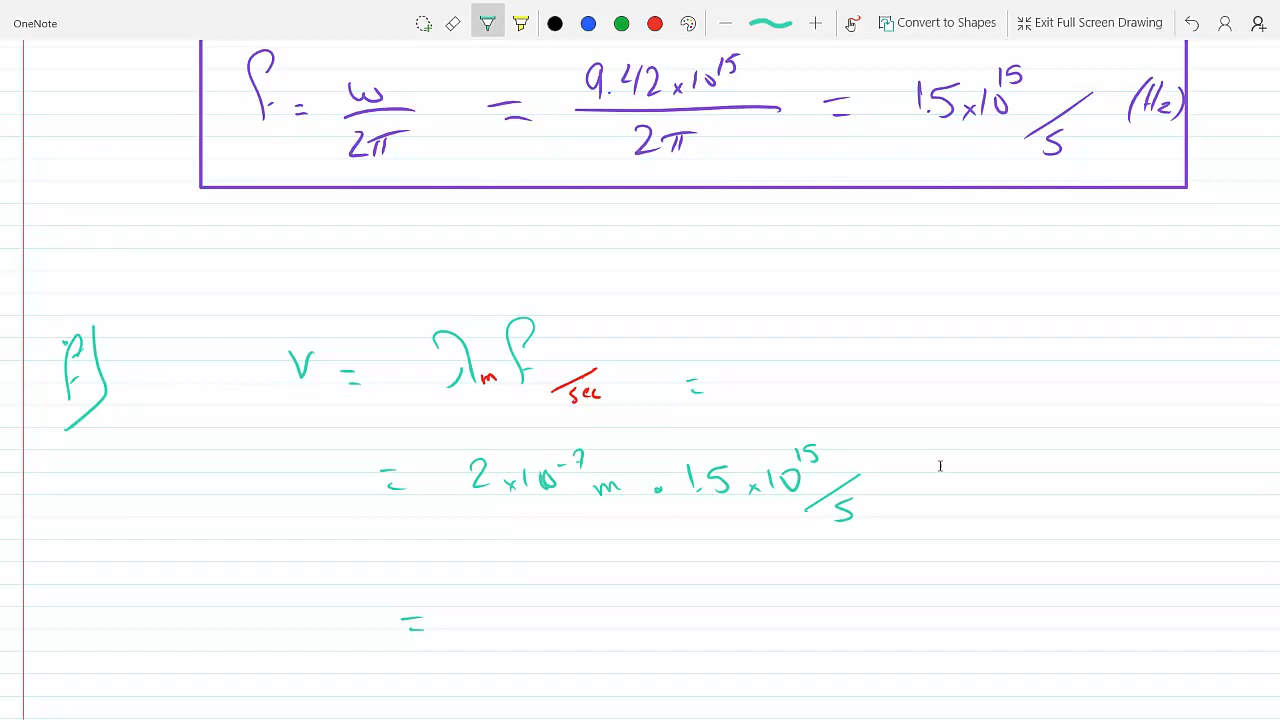 OneNote
Convert to Shapes
Exit Full Screen Drawing
f = ω/2π = 9.42 × 10^15 / 2π = 1.5 × 10^15 /s (Hz)
f) v = λ m f /sec =
= 2 × 10^-7 m · 1.5 × 10^15 /s
=